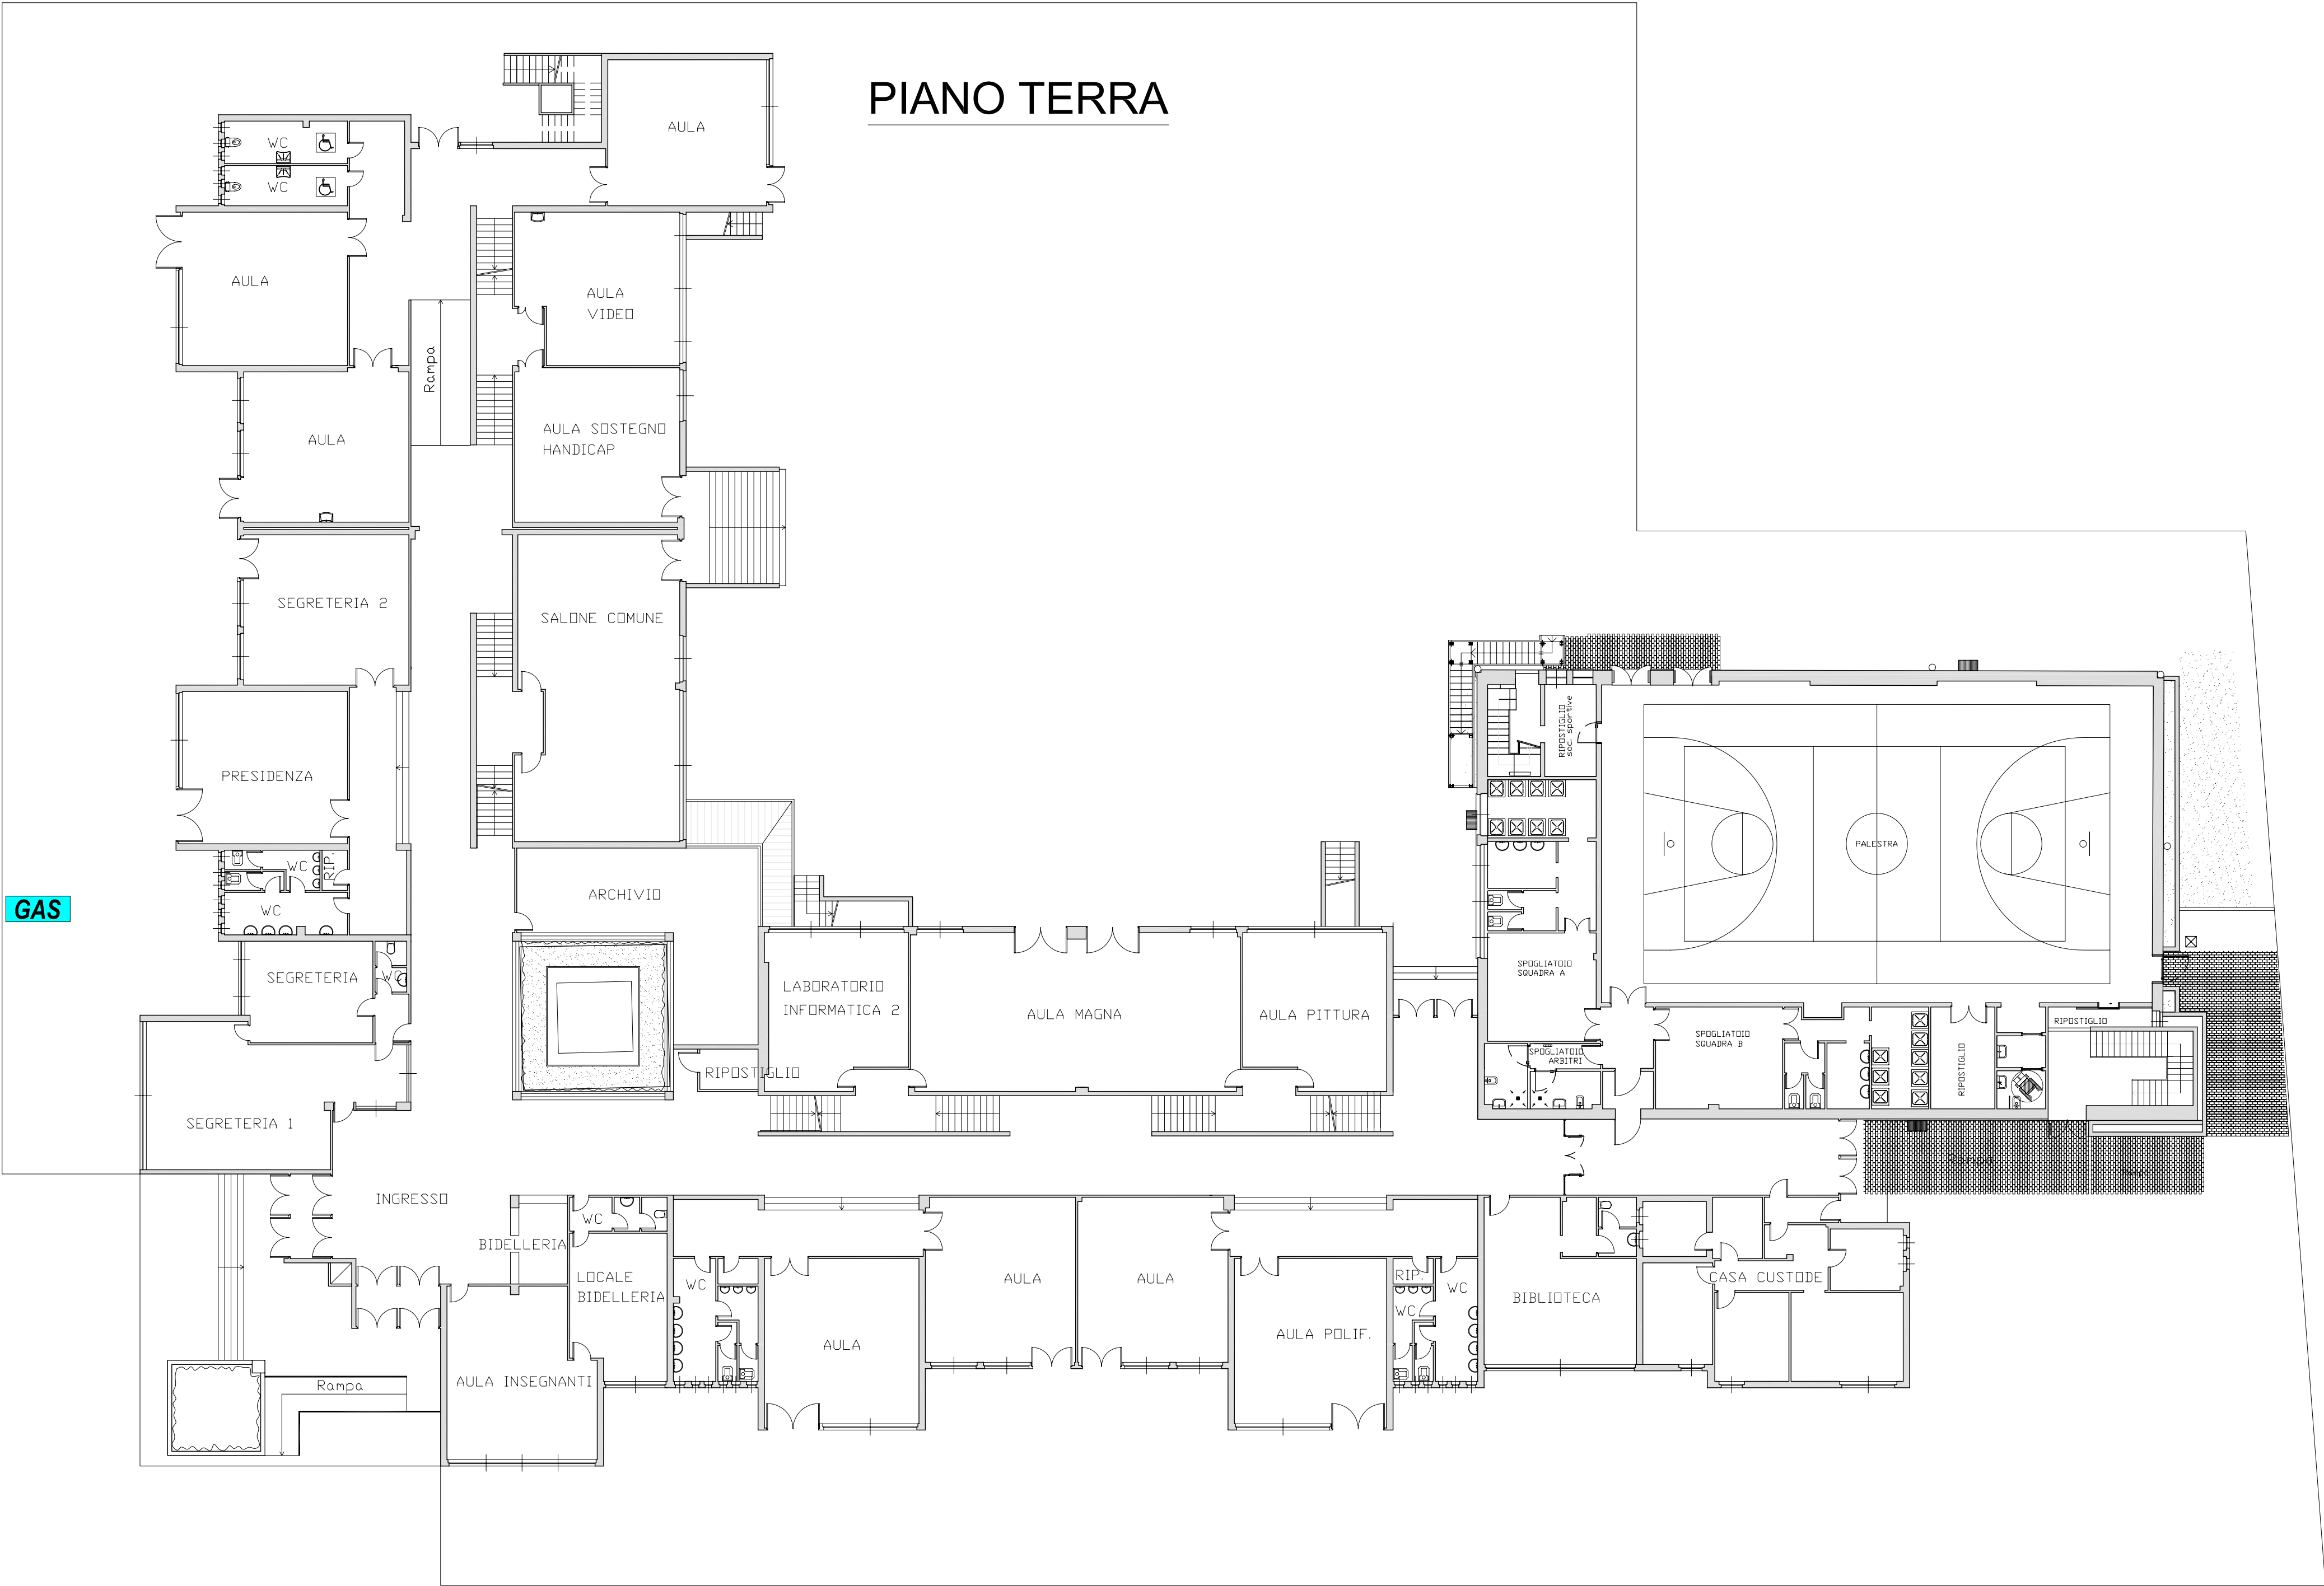 PIANO TERRA
AULA
WC
WC
AULA
AULA
VIDEO
Rampa
AULA
AULA SOSTEGNO
HANDICAP
SEGRETERIA 2
SALONE COMUNE
PRESIDENZA
WC
RIP.
WC
GAS
ARCHIVIO
SEGRETERIA
WC
SEGRETERIA 1
RIPOSTIGLIO
LABORATORIO
INFORMATICA 2
AULA MAGNA
AULA PITTURA
RIPOSTIGLIO
soc. sportive
PALESTRA
SPOGLIATOIO
SQUADRA A
SPOGLIATOIO
ARBITRI
SPOGLIATOIO
SQUADRA B
RIPOSTIGLIO
RIPOSTIGLIO
Rampa
INGRESSO
BIDELLERIA
WC
LOCALE
BIDELLERIA
WC
AULA
AULA
AULA
AULA POLIF.
RIP.
WC
WC
BIBLIOTECA
CASA CUSTODE
AULA INSEGNANTI
Rampa